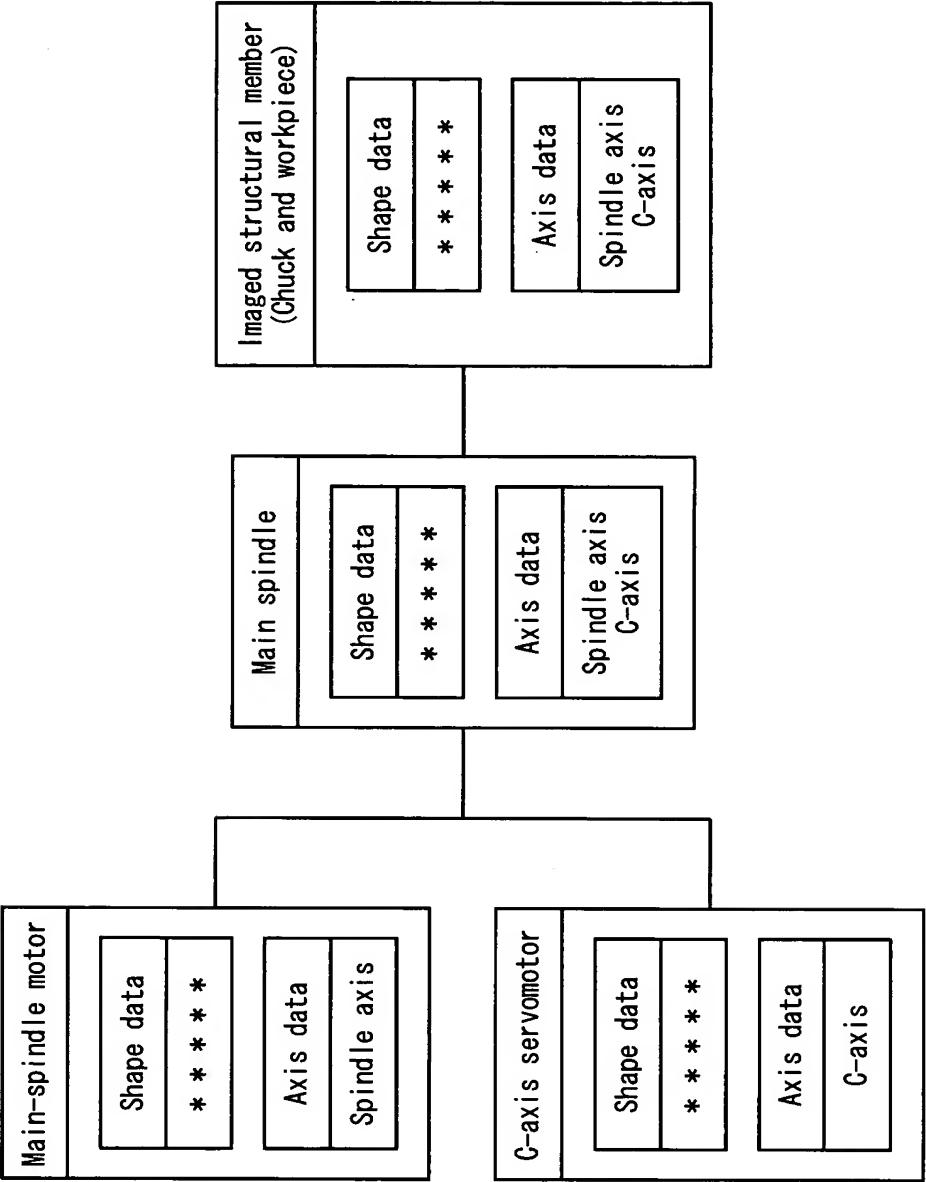 Main-spindle motor
Shape data
* * * * *
Axis data
Spindle axis
C-axis servomotor
Shape data
* * * * *
Axis data
C-axis
Main spindle
Shape data
* * * * *
Axis data
Spindle axis
C-axis
Imaged structural member
(Chuck and workpiece)
Shape data
* * * * *
Axis data
Spindle axis
C-axis